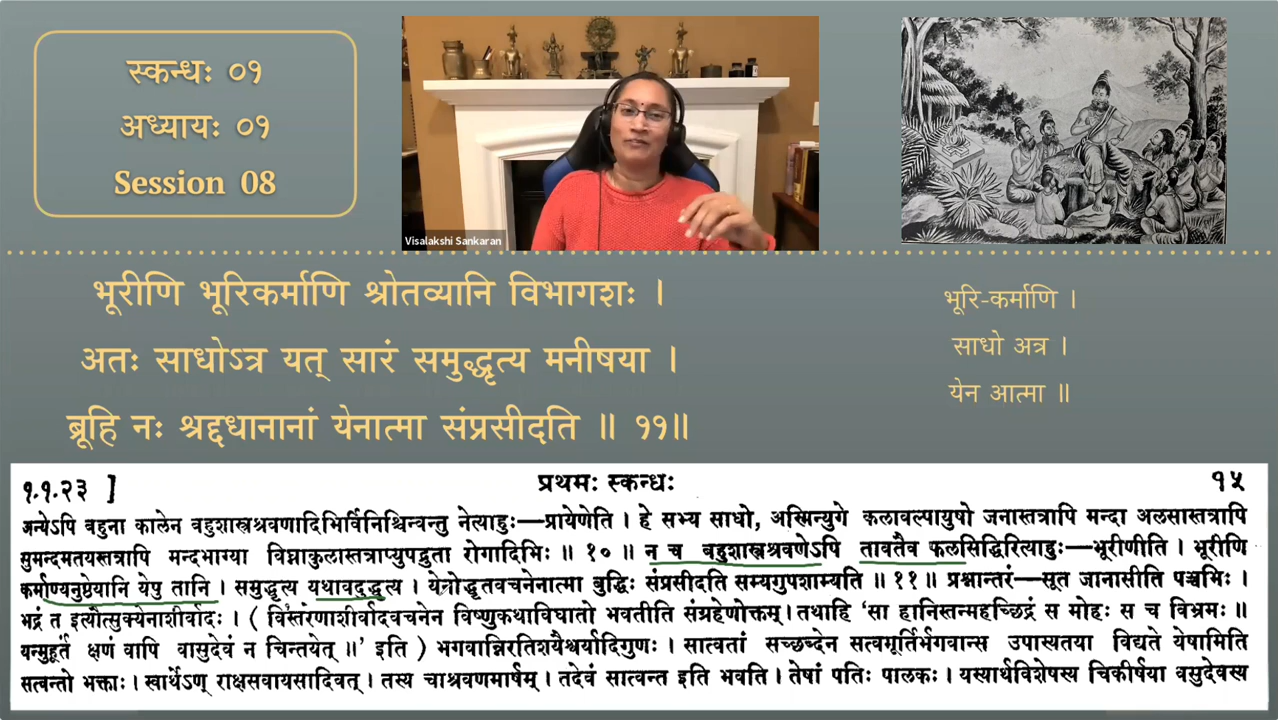 स्कन्धः ०१
अध्यायः ०१
Session 08
Visalakshi Sankaran
भूरीणि भूरिकर्माणि श्रोतव्यानि विभागशः ।
अतः साधोऽत्र यत् सारं समुद्धृत्य मनीषया ।
ब्रूहि नः श्रद्दधानानां येनात्मा संप्रसीदति ॥ ११॥
भूरि-कर्माणि ।
साधो अत्र ।
येन आत्मा ॥
१.१.२३ ]
प्रथमः स्कन्धः
१५
अन्येऽपि बहुना कालेन बहुशास्त्रश्रवणादिभिर्विनिश्चिन्वन्तु नेत्याहुः—प्रायेणेति । हे सभ्य साधो, अस्मिन्युगे कलावल्पायुषो जनास्तत्रापि मन्दा अलसास्तत्रापि
सुमन्दमतयस्तत्रापि मन्दभाग्या विघ्नाकुलास्तत्राप्युपद्रुता रोगादिभिः ॥ १० ॥ न च बहुशास्त्रश्रवणेऽपि तावतैव फलसिद्धिरित्याहुः—भूरीणीति । भूरीणि
कर्माण्यनुष्ठेयानि येषु तानि । समुद्धृत्य यथावदुद्धृत्य । येनोद्धृतवचनेनात्मा बुद्धिः संप्रसीदति सम्यगुपशाम्यति ॥ ११ ॥ प्रश्नान्तरं—सूत जानासीति पञ्चभिः ।
भद्रं त इत्यौत्सुक्येनाशीर्वादः । ( विस्तरेणाशीर्वादवचनेन विष्णुकथाविघातो भवतीति संग्रहेणोक्तम् । तथाहि 'सा हानिस्तन्महच्छिद्रं स मोहः स च विभ्रमः ॥
यन्मुहूर्तं क्षणं वापि वासुदेवं न चिन्तयेत् ॥' इति ) भगवान्निरतिशयैश्वर्यादिगुणः । सात्वतां सच्छब्देन सत्वमूर्तिर्भगवान्स उपास्यतया विद्यते येषामिति
सत्वन्तो भक्ताः । स्वार्थेऽण् राक्षसवायसादिवत् । तस्य चाश्रवणमार्षम् । तदेवं सात्वन्त इति भवति । तेषां पतिः पालकः । यस्यार्थविशेषस्य चिकीर्षया वसुदेवस्य